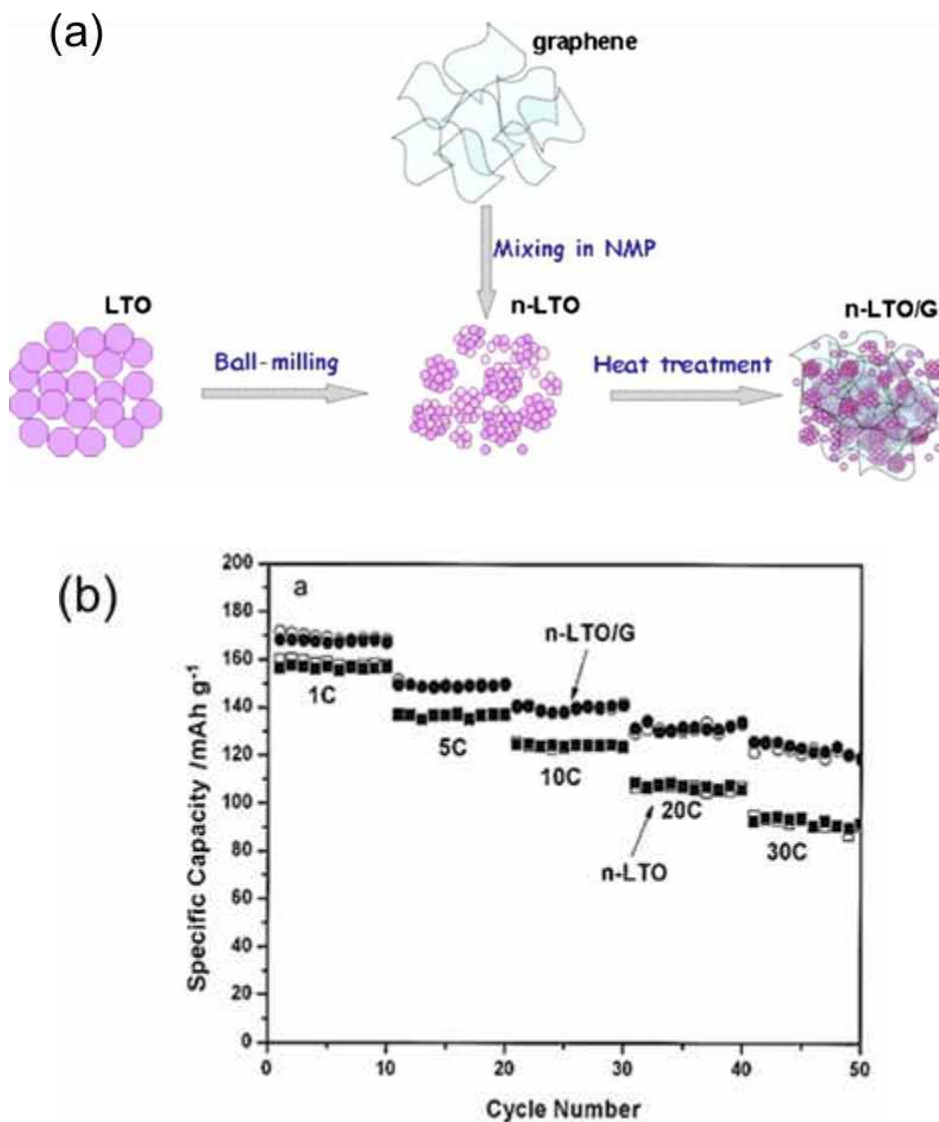 (a)
graphene
Mixing in NMP
LTO
n-LTO
n-LTO/G
Ball-milling
Heat treatment
(b)
a
200
180
160
140
120
100
80
60
40
20
0
Specific Capacity /mAh g⁻¹
n-LTO/G
1C
5C
10C
20C
30C
n-LTO
0
10
20
30
40
50
Cycle Number